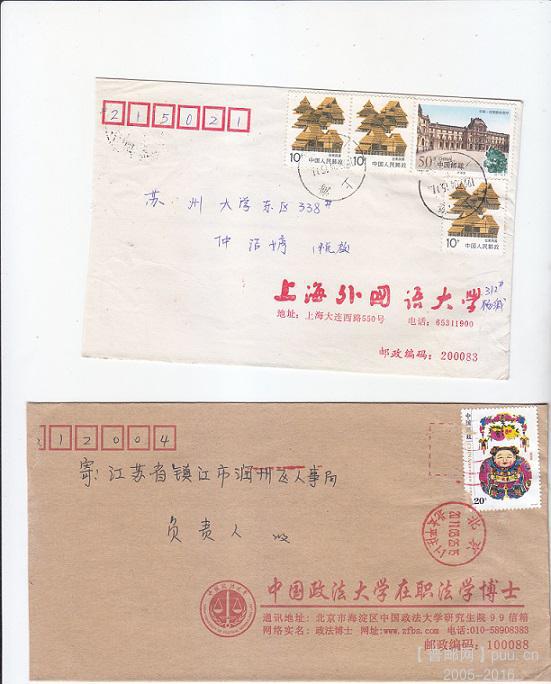 215021
10分
中国人民邮政
10分
中国人民邮政
50分
中国邮政
10分
中国人民邮政
上海
苏州大学东区338#
上海外国语大学
312#
地址：上海大连西路550号 电话：65311900
邮政编码：200083
212004
中国邮政
20分
寄：江苏省镇江市润州区人事局
负责人 收
北京
中国政法大学在职法学博士
通讯地址：北京市海淀区中国政法大学研究生院99信箱
网络实名：政法博士 网址：www.zfbs.com 电话：010-58908383
邮政编码：100088
【普邮网】puu.cn
2005-2016